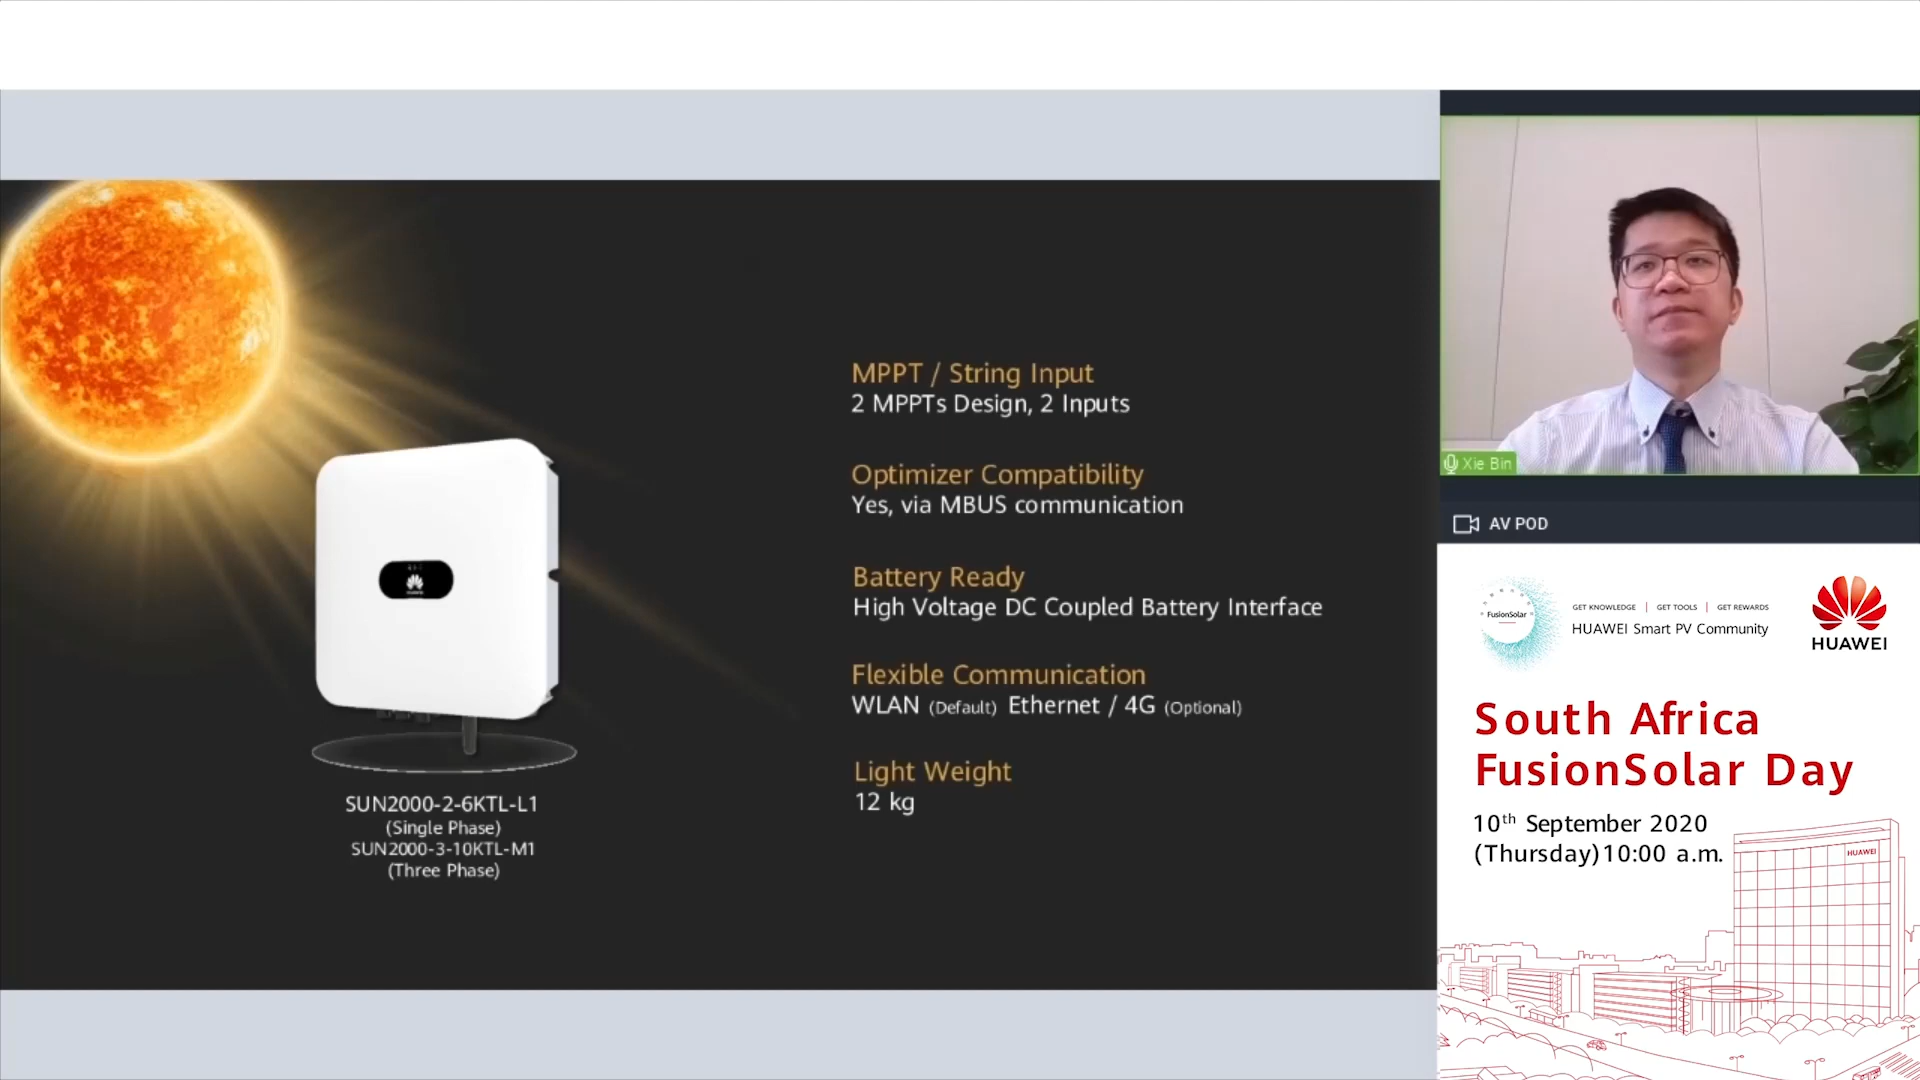 MPPT / String Input
2 MPPTs Design, 2 Inputs
Optimizer Compatibility
Yes, via MBUS communication
Battery Ready
High Voltage DC Coupled Battery Interface
Flexible Communication
WLAN (Default) Ethernet / 4G (Optional)
Light Weight
12 kg
SUN2000-2-6KTL-L1
(Single Phase)
SUN2000-3-10KTL-M1
(Three Phase)
Xie Bin
AV POD
FusionSolar
GET KNOWLEDGE | GET TOOLS | GET REWARDS
HUAWEI Smart PV Community
HUAWEI
South Africa
FusionSolar Day
10th September 2020
(Thursday)10:00 a.m.
HUAWEI